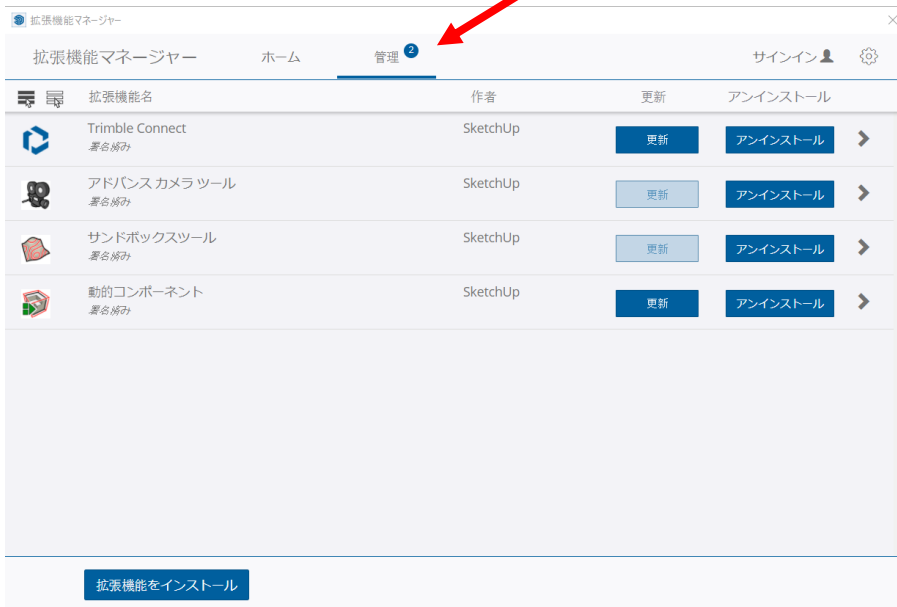 拡張機能マネージャー
拡張機能マネージャー ホーム 管理 2 サインイン
拡張機能名 作者 更新 アンインストール
Trimble Connect SketchUp 更新 アンインストール
署名済み
アドバンス カメラ ツール SketchUp 更新 アンインストール
署名済み
サンドボックスツール SketchUp 更新 アンインストール
署名済み
動的コンポーネント SketchUp 更新 アンインストール
署名済み
拡張機能をインストール